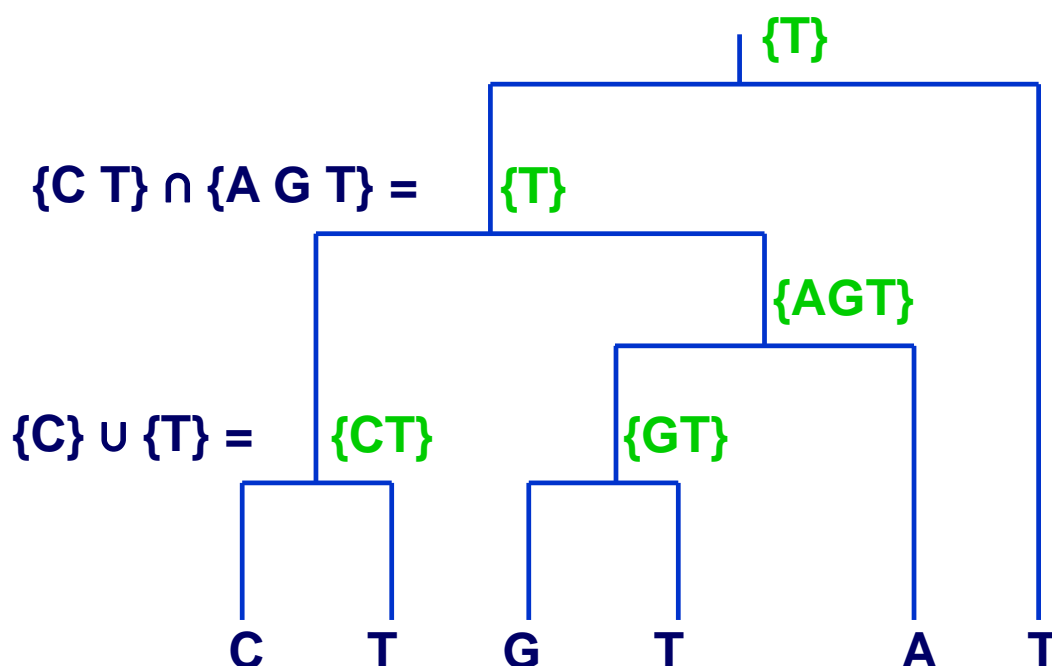 {T}
{C T} ∩ {A G T} = {T}
{AGT}
{C} ∪ {T} = {CT} {GT}
C T G T A T